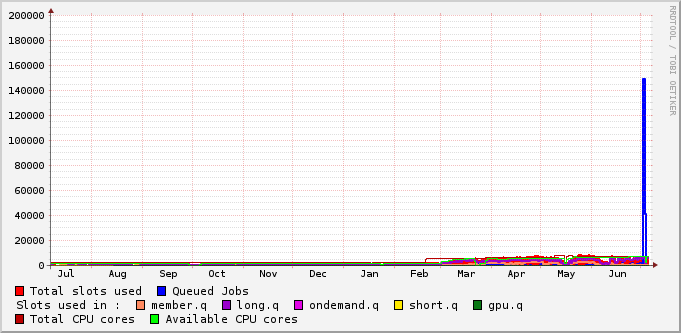 200000
180000
160000
140000
120000
100000
80000
60000
40000
20000
0
Jul Aug Sep Oct Nov Dec Jan Feb Mar Apr May Jun
Total slots used Queued Jobs
Slots used in : member.q long.q ondemand.q short.q gpu.q
Total CPU cores Available CPU cores
RRDTOOL / TOBI OETIKER